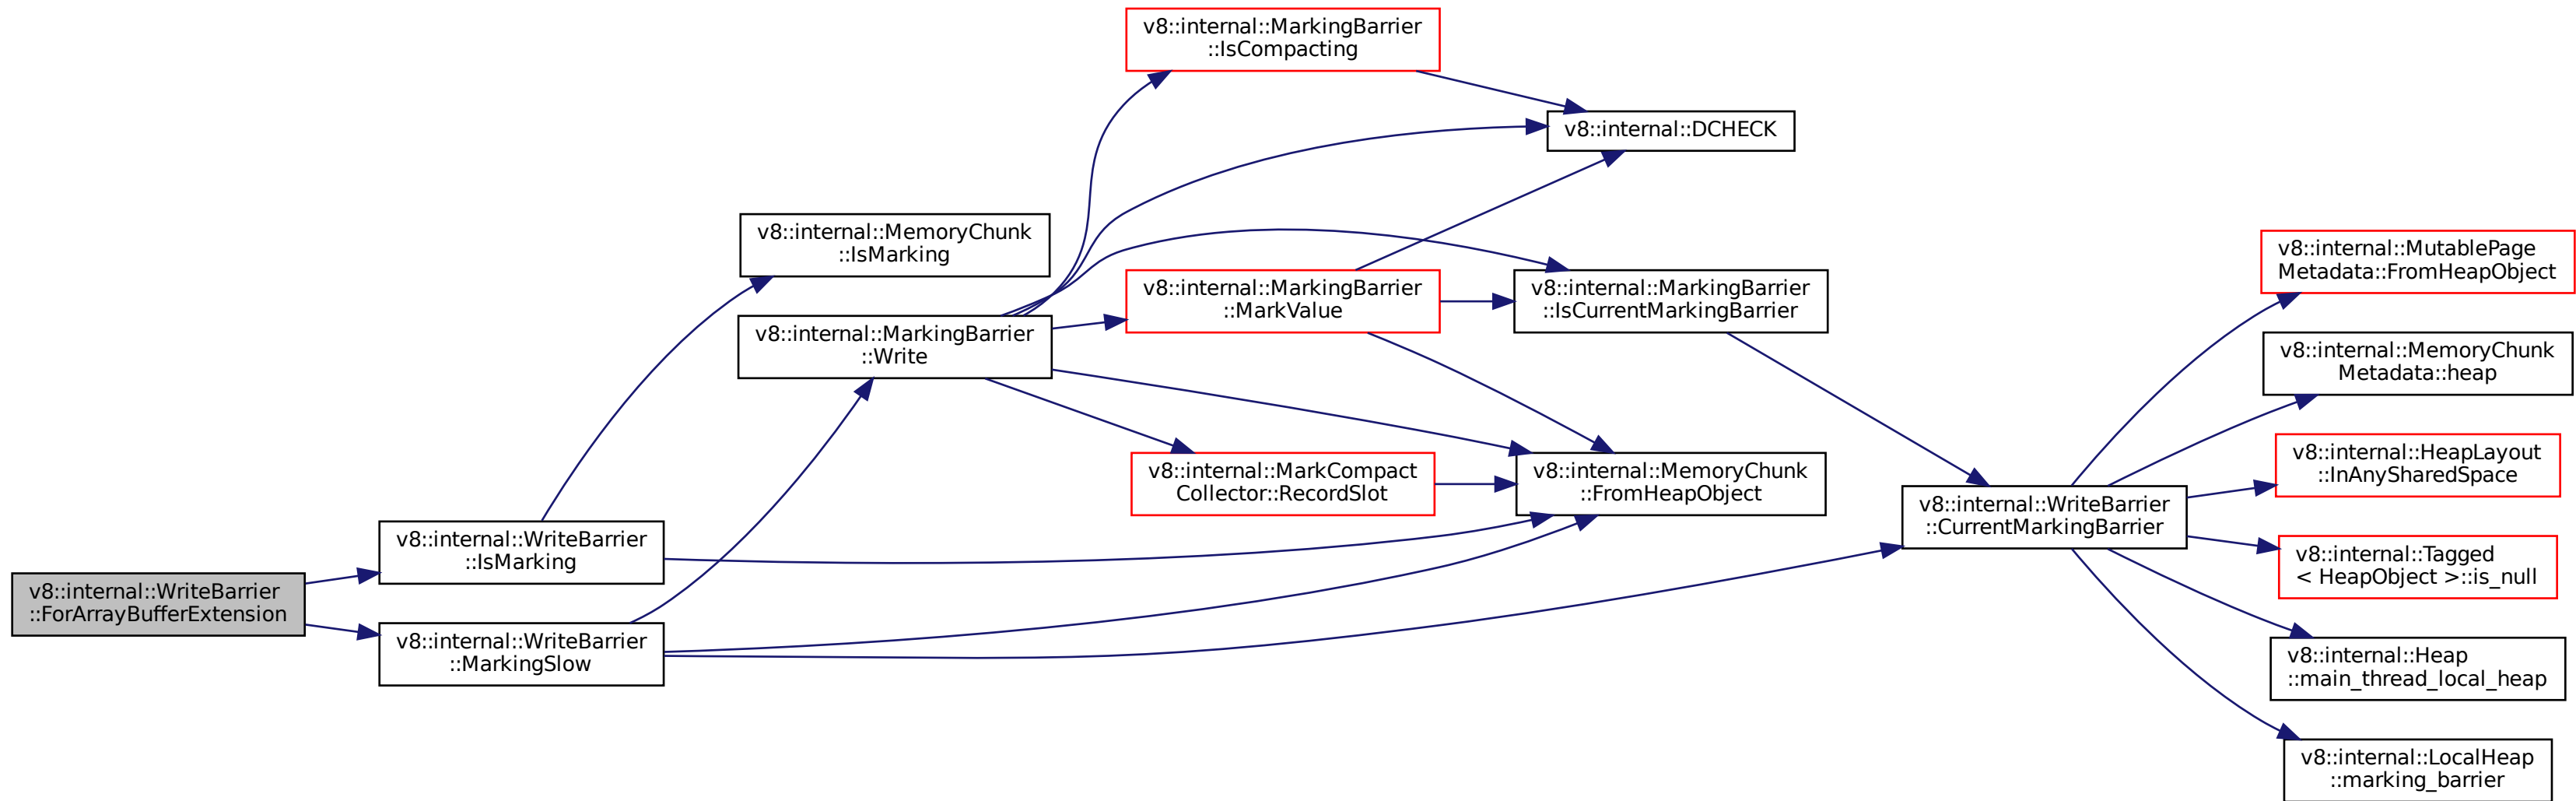 v8::internal::MarkingBarrier
::IsCompacting
v8::internal::DCHECK
v8::internal::MemoryChunk
::IsMarking
v8::internal::MutablePage
Metadata::FromHeapObject
v8::internal::MarkingBarrier
::MarkValue
v8::internal::MarkingBarrier
::IsCurrentMarkingBarrier
v8::internal::MarkingBarrier
::Write
v8::internal::MemoryChunk
Metadata::heap
v8::internal::MarkCompact
Collector::RecordSlot
v8::internal::MemoryChunk
::FromHeapObject
v8::internal::HeapLayout
::InAnySharedSpace
v8::internal::WriteBarrier
::CurrentMarkingBarrier
v8::internal::WriteBarrier
::IsMarking
v8::internal::Tagged
< HeapObject >::is_null
v8::internal::WriteBarrier
::ForArrayBufferExtension
v8::internal::WriteBarrier
::MarkingSlow
v8::internal::Heap
::main_thread_local_heap
v8::internal::LocalHeap
::marking_barrier